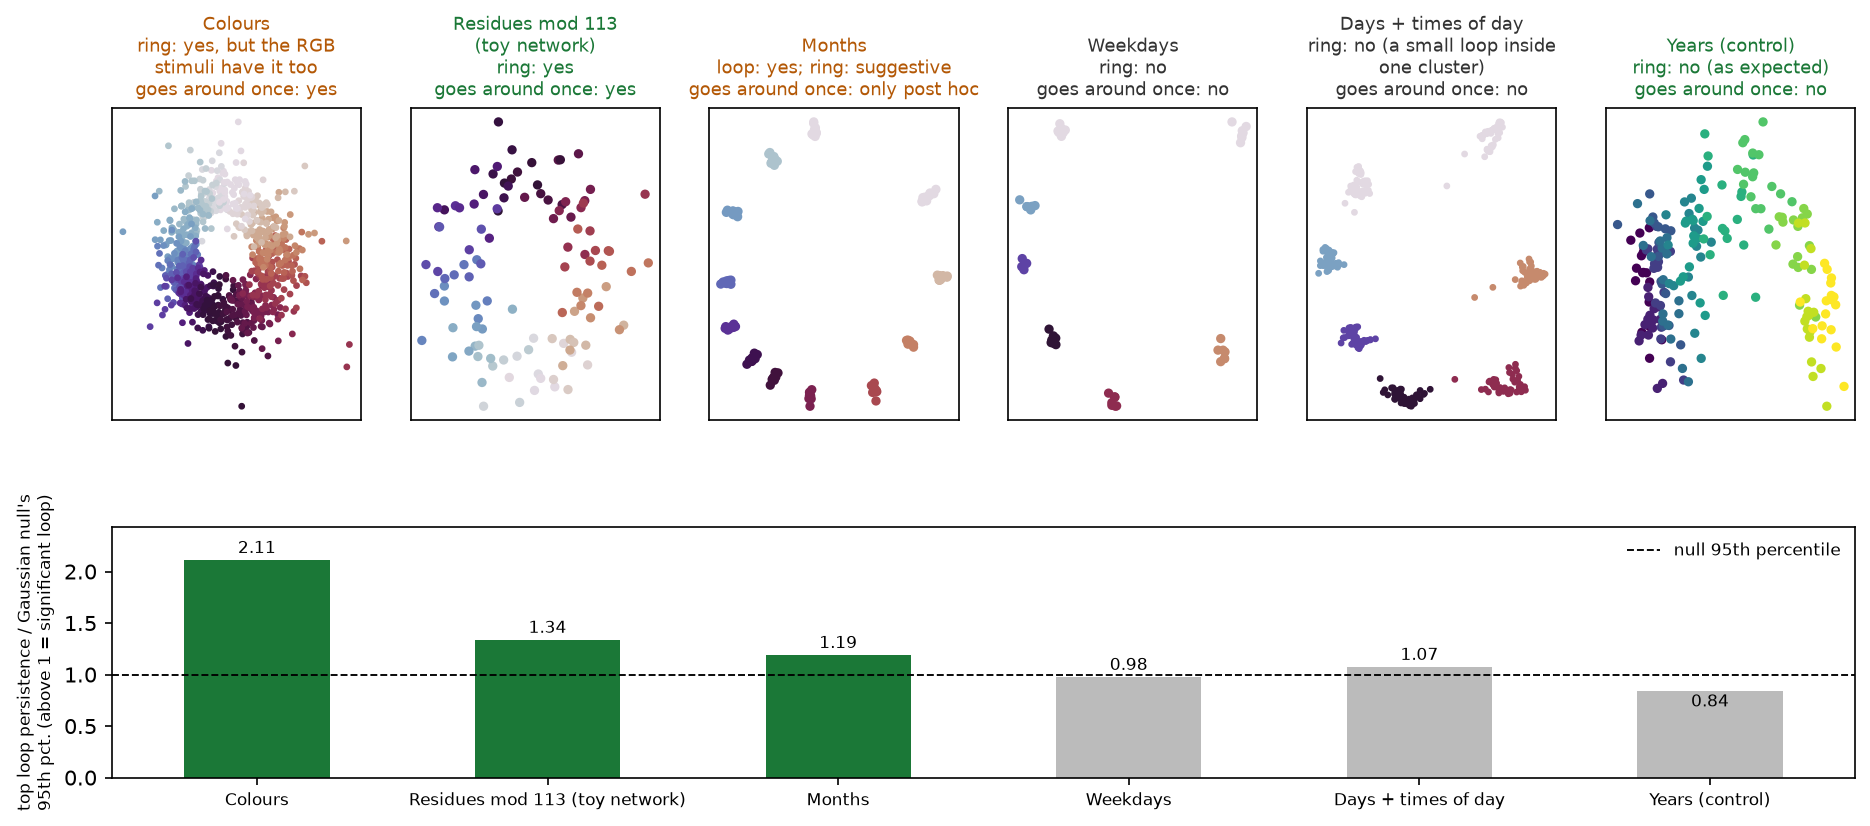 Colours
ring: yes, but the RGB
stimuli have it too
goes around once: yes
Residues mod 113
(toy network)
ring: yes
goes around once: yes
Months
loop: yes; ring: suggestive
goes around once: only post hoc
Weekdays
ring: no
goes around once: no
Days + times of day
ring: no (a small loop inside
one cluster)
goes around once: no
Years (control)
ring: no (as expected)
goes around once: no
top loop persistence / Gaussian null's
95th pct. (above 1 = significant loop)
2.0
1.5
1.0
0.5
0.0
2.11
1.34
1.19
0.98
1.07
0.84
null 95th percentile
Colours
Residues mod 113 (toy network)
Months
Weekdays
Days + times of day
Years (control)